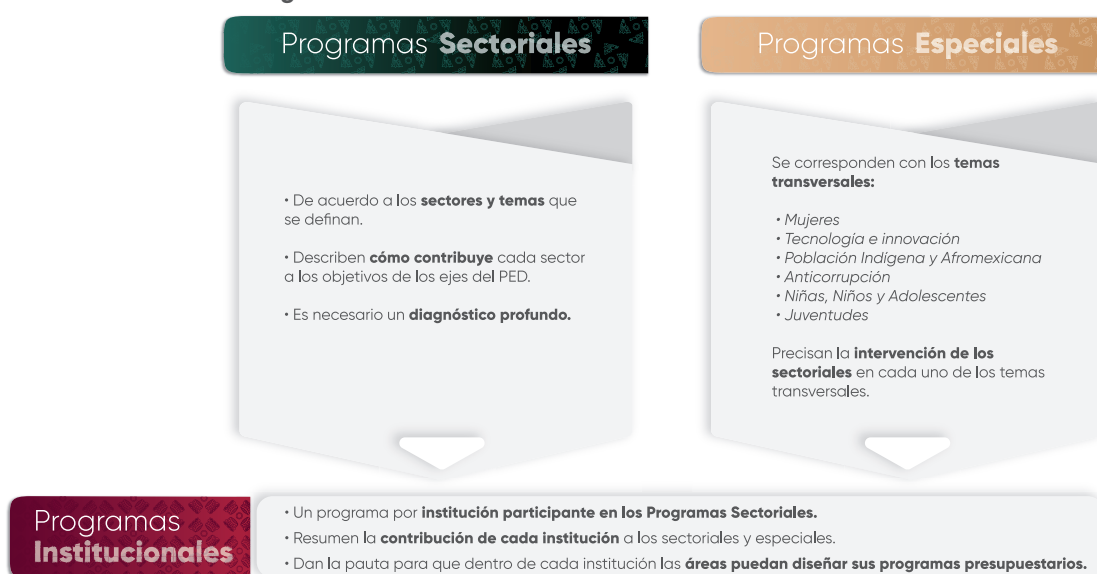 Programas Sectoriales
• De acuerdo a los sectores y temas que
se definan.
• Describen cómo contribuye cada sector
a los objetivos de los ejes del PED.
• Es necesario un diagnóstico profundo.
Programas Especiales
Se corresponden con los temas
transversales:
• Mujeres
• Tecnología e innovación
• Población Indígena y Afromexicana
• Anticorrupción
• Niñas, Niños y Adolescentes
• Juventudes
Precisan la intervención de los
sectoriales en cada uno de los temas
transversales.
Programas
Institucionales
• Un programa por institución participante en los Programas Sectoriales.
• Resumen la contribución de cada institución a los sectoriales y especiales.
• Dan la pauta para que dentro de cada institución las áreas puedan diseñar sus programas presupuestarios.